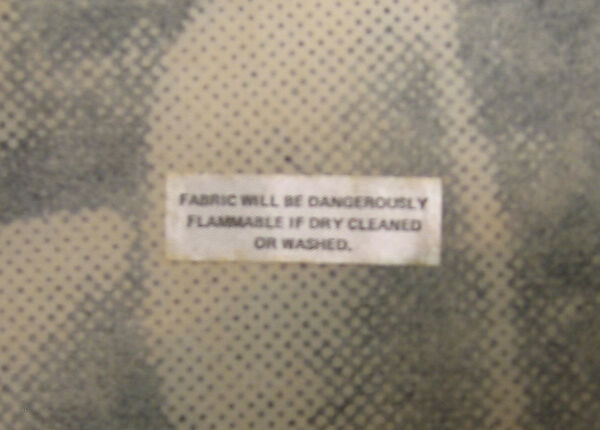 FABRIC WILL BE DANGEROUSLY
FLAMMABLE IF DRY CLEANED
OR WASHED.